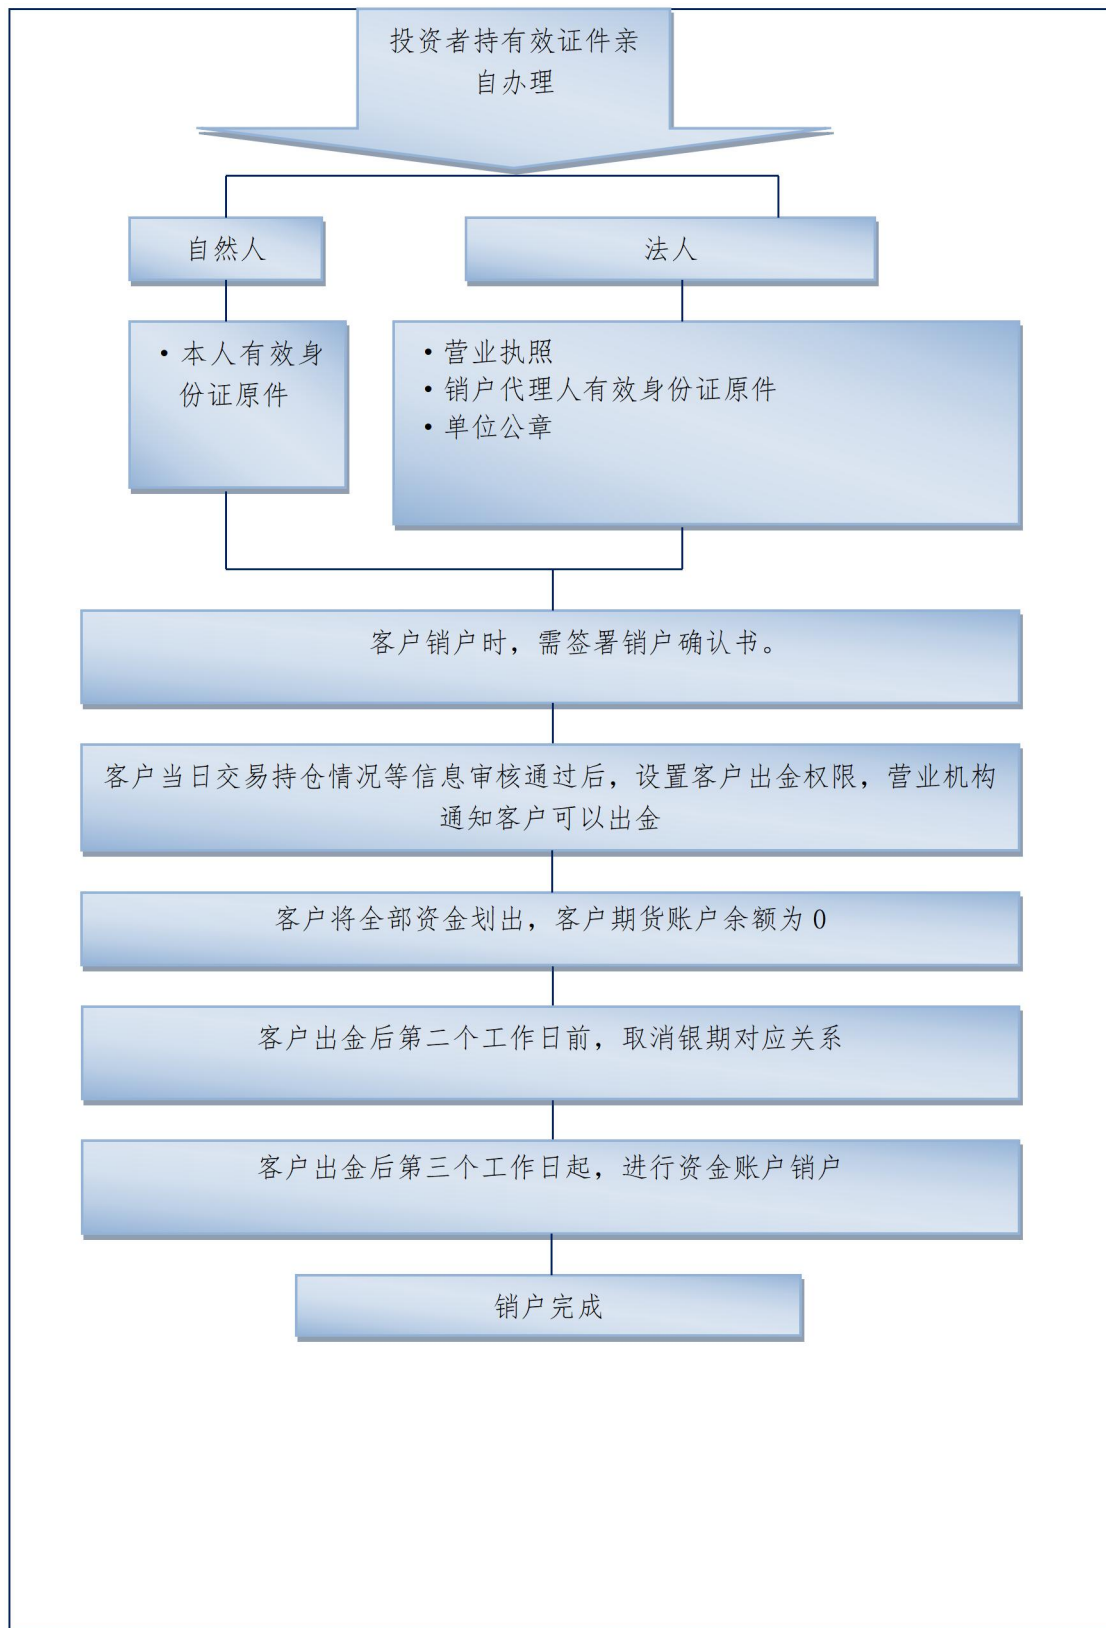 投资者持有效证件亲
自办理
自然人
法人
• 本人有效身
份证原件
• 营业执照
• 销户代理人有效身份证原件
• 单位公章
客户销户时，需签署销户确认书。
客户当日交易持仓情况等信息审核通过后，设置客户出金权限，营业机构
通知客户可以出金
客户将全部资金划出，客户期货账户余额为 0
客户出金后第二个工作日前，取消银期对应关系
客户出金后第三个工作日起，进行资金账户销户
销户完成